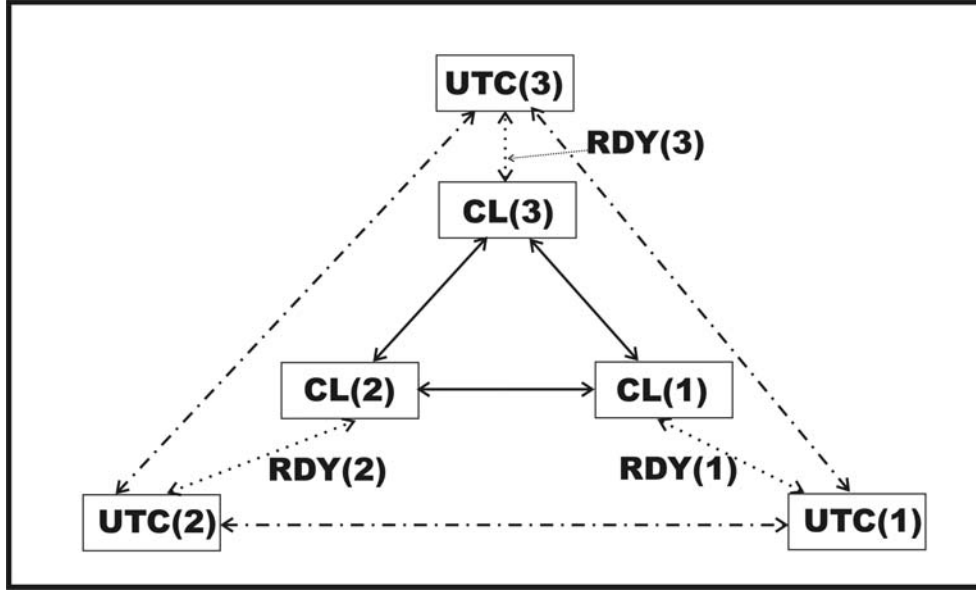 UTC(3)
RDY(3)
CL(3)
CL(2)
CL(1)
RDY(2)
RDY(1)
UTC(2)
UTC(1)